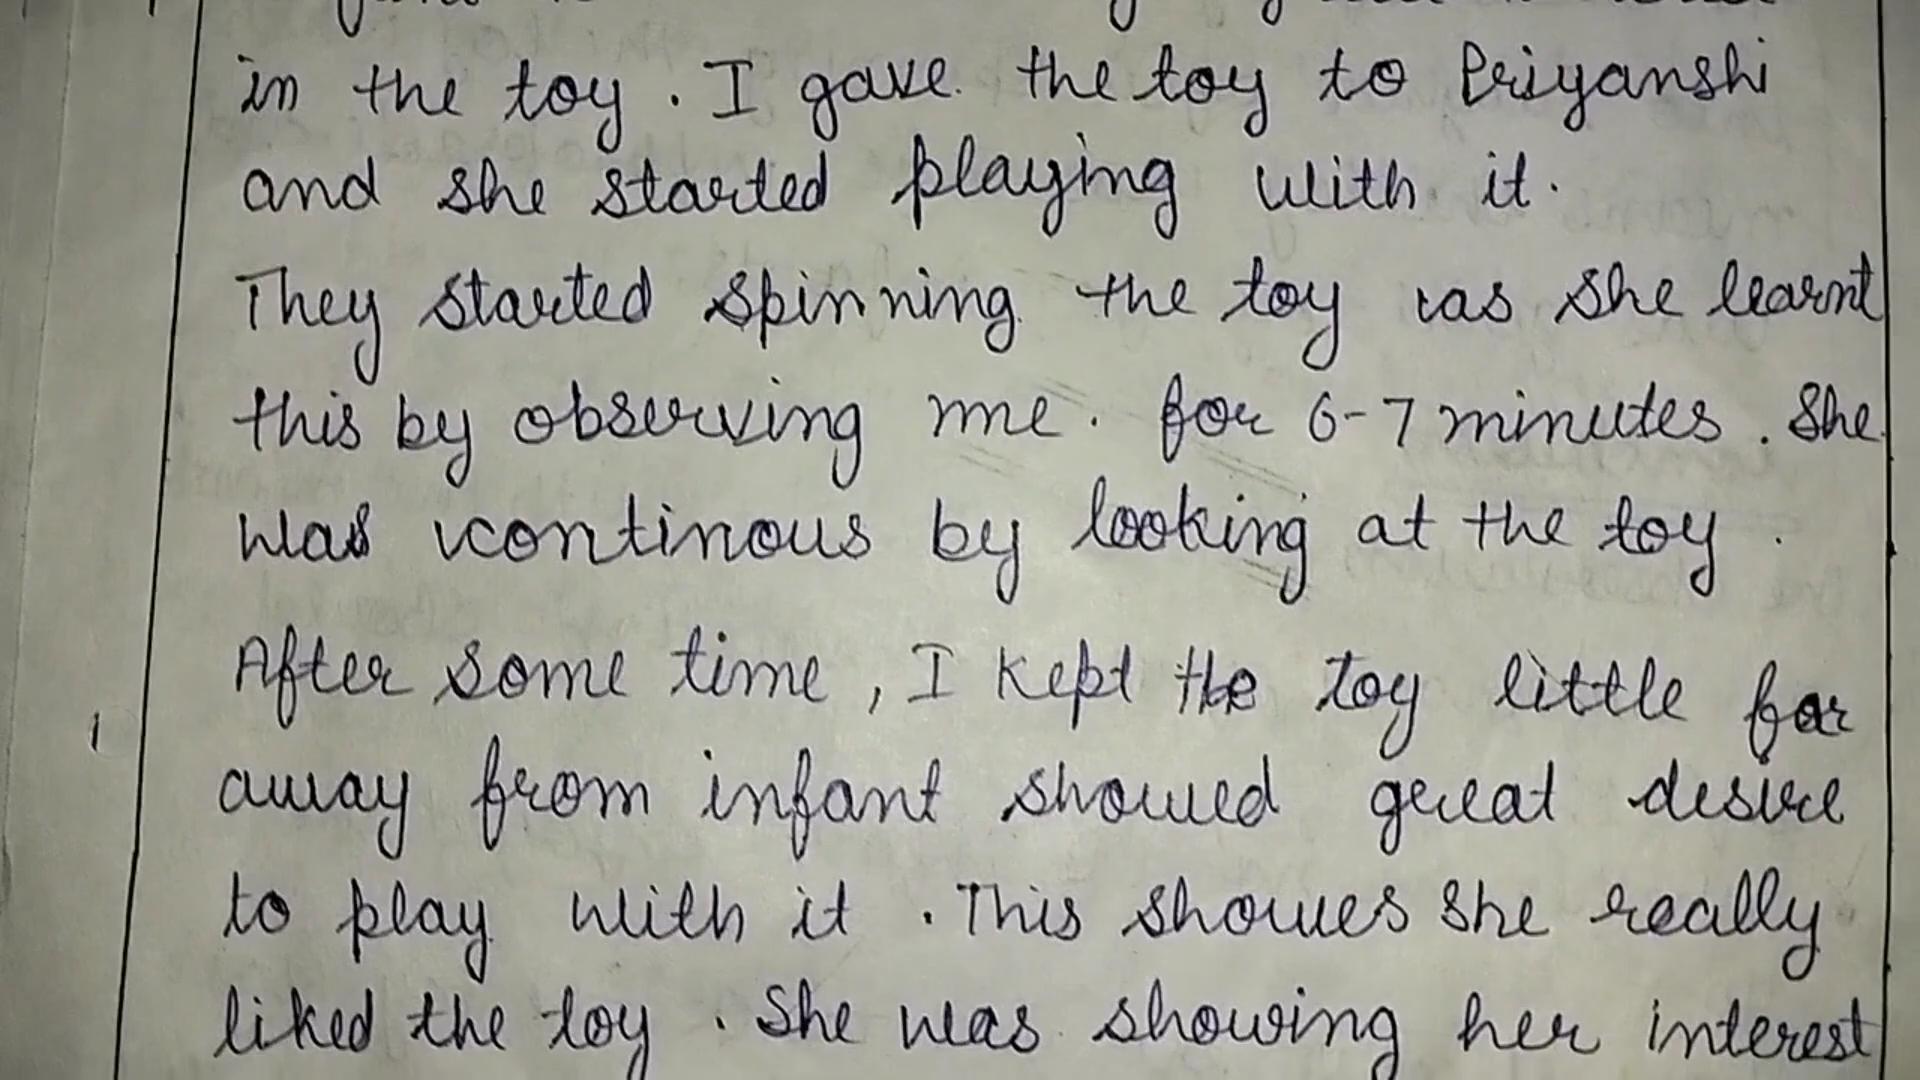 in the toy. I gave the toy to Priyanshi
and she started playing with it.
They started spinning the toy as she learnt
this by observing me. for 6-7 minutes. She
was continous by looking at the toy.
After some time, I kept the toy little far
away from infant showed great desire
to play with it. This showes she really
liked the toy. She was showing her interest